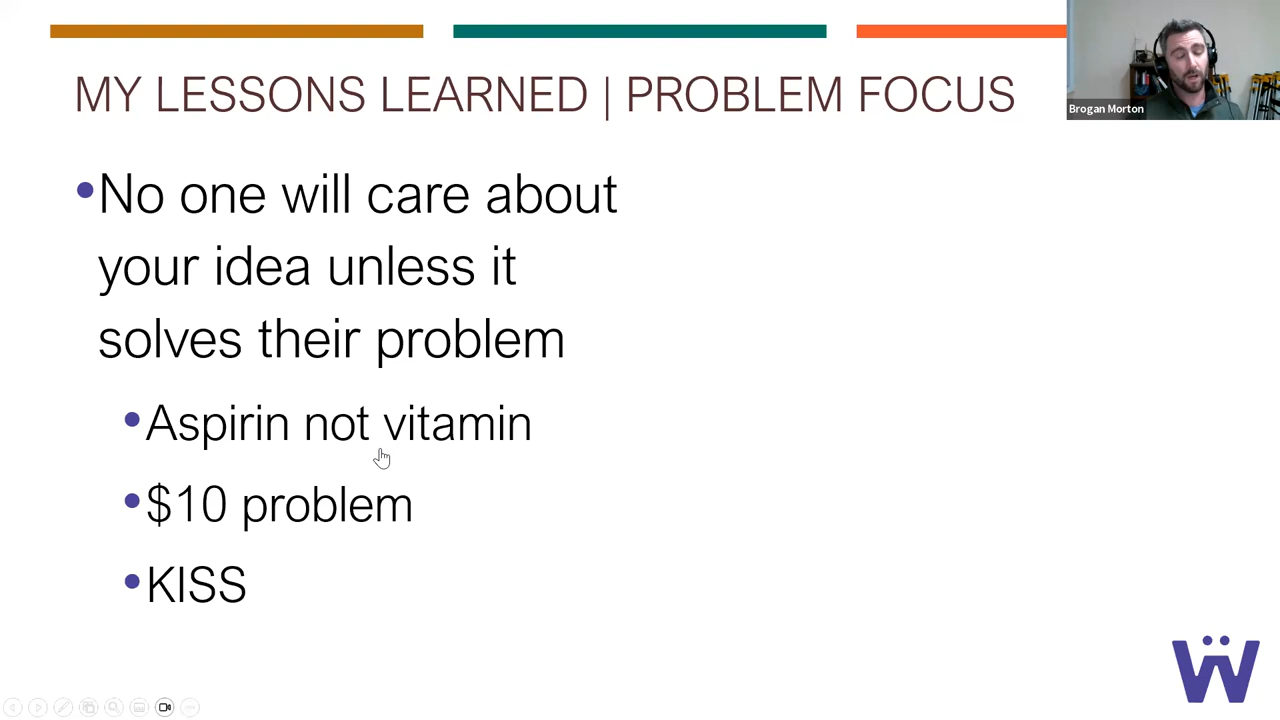 MY LESSONS LEARNED | PROBLEM FOCUS
Brogan Morton
•No one will care about
your idea unless it
solves their problem
•Aspirin not vitamin
•$10 problem
•KISS
Ẅ